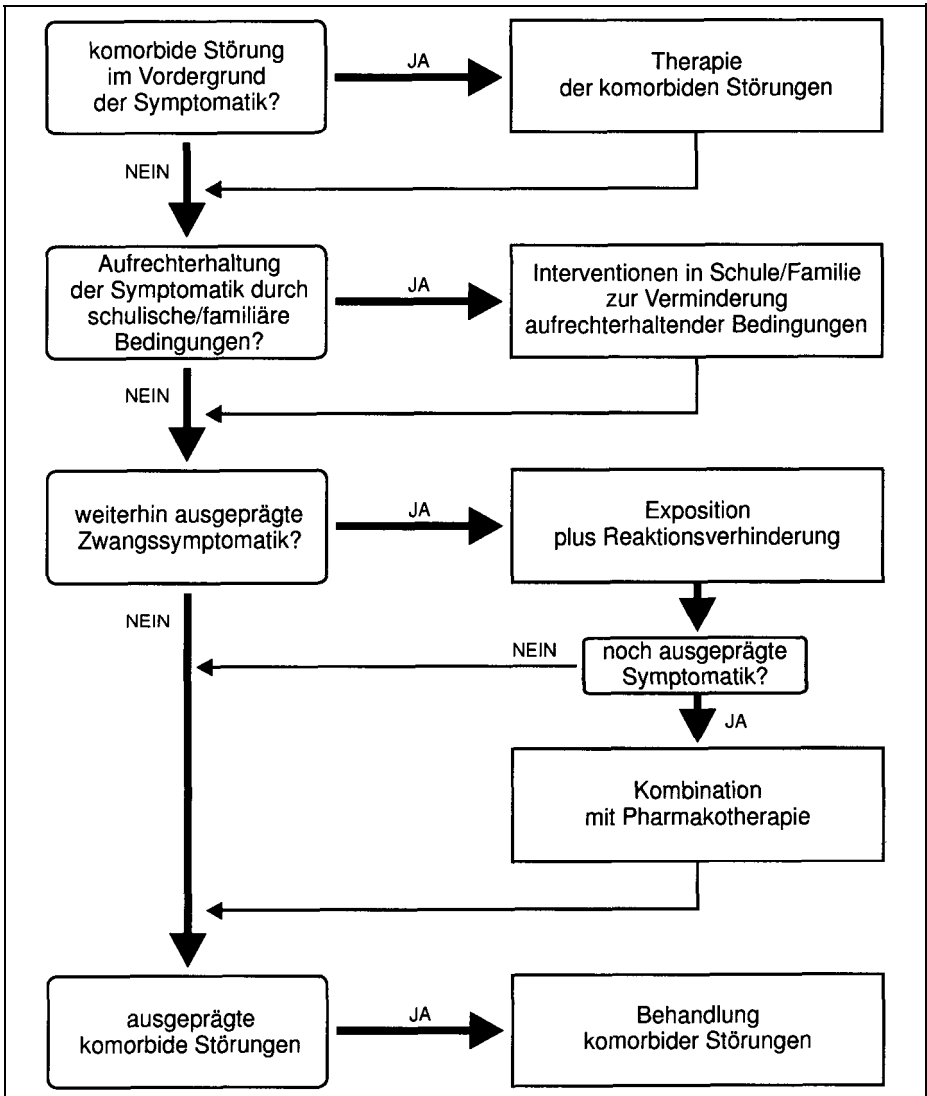 komorbide Störung
im Vordergrund
der Symptomatik?
JA
Therapie
der komorbiden Störungen
NEIN
Aufrechterhaltung
der Symptomatik durch
schulische/familiäre
Bedingungen?
JA
Interventionen in Schule/Familie
zur Verminderung
aufrechterhaltender Bedingungen
NEIN
weiterhin ausgeprägte
Zwangssymptomatik?
JA
Exposition
plus Reaktionsverhinderung
NEIN
NEIN
noch ausgeprägte
Symptomatik?
JA
Kombination
mit Pharmakotherapie
ausgeprägte
komorbide Störungen
JA
Behandlung
komorbider Störungen